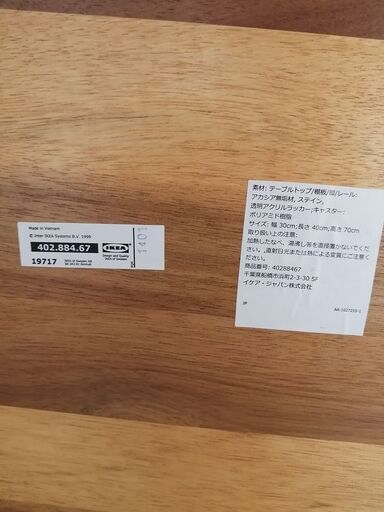 Made in Vietnam
© Inter IKEA Systems B.V. 1999
402.884.67
IKEA
19717
Design and Quality
IKEA of Sweden
1401
素材: テーブルトップ/棚板/脚/レール:
アカシア無垢材, ステイン,
透明アクリルラッカー, キャスター:
ポリアミド樹脂
サイズ: 幅 30cm;長さ 40cm;高さ 70cm
取り扱い上の注意:
加熱したなべ、湯沸し等を直接置かないでくだ
さい。,直射日光または熱による変質にご注意く
ださい。
商品番号: 40288467
千葉県船橋市浜町2-3-30 5F
イケア・ジャパン株式会社
JP
AA-1027255-1